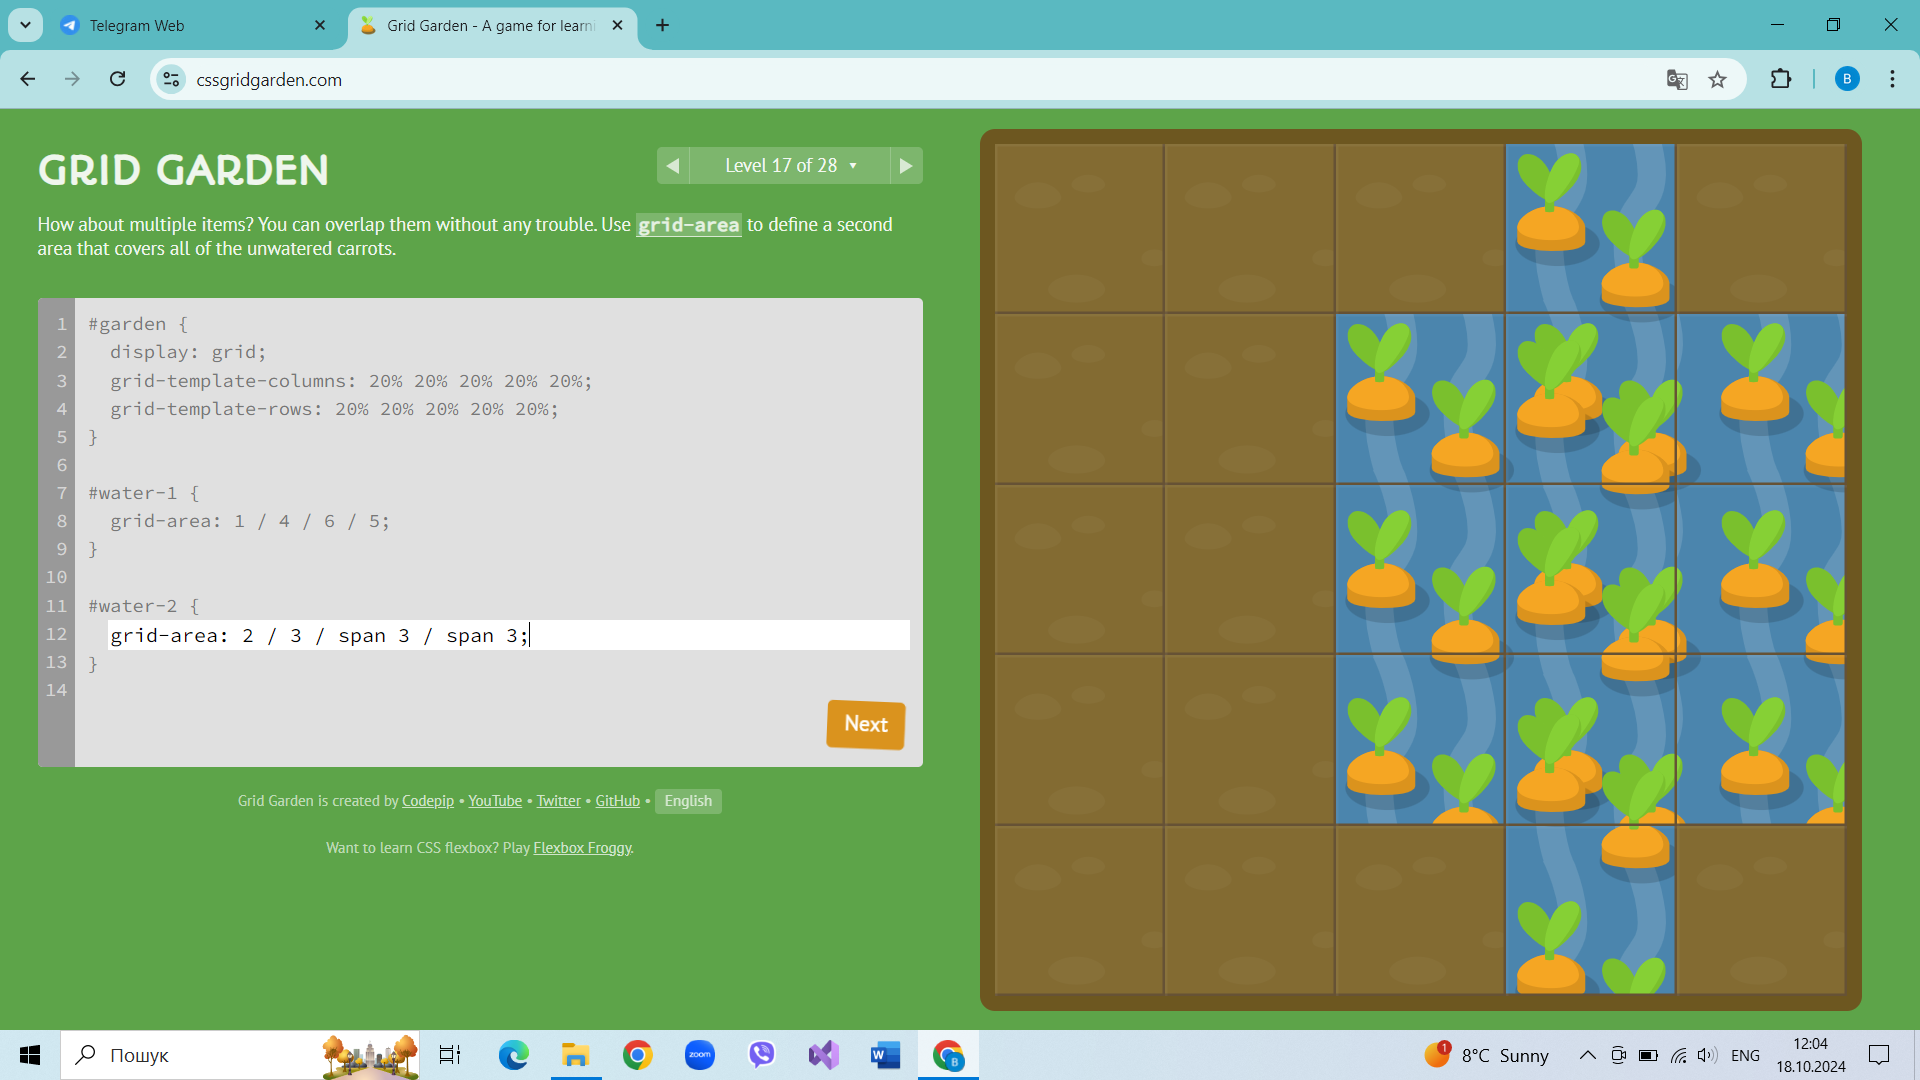 Telegram Web
Grid Garden - A game for learni
cssgridgarden.com
B
GRID GARDEN
Level 17 of 28
How about multiple items? You can overlap them without any trouble. Use grid-area to define a second
area that covers all of the unwatered carrots.
1 #garden {
2 display: grid;
3 grid-template-columns: 20% 20% 20% 20% 20%;
4 grid-template-rows: 20% 20% 20% 20% 20%;
5 }
6
7 #water-1 {
8 grid-area: 1 / 4 / 6 / 5;
9 }
10
11 #water-2 {
12 grid-area: 2 / 3 / span 3 / span 3;
13 }
14
Next
Grid Garden is created by Codepip • YouTube • Twitter • GitHub • English
Want to learn CSS flexbox? Play Flexbox Froggy.
Пошук
zoom
W
B
1
8°C Sunny
ENG
12:04
18.10.2024